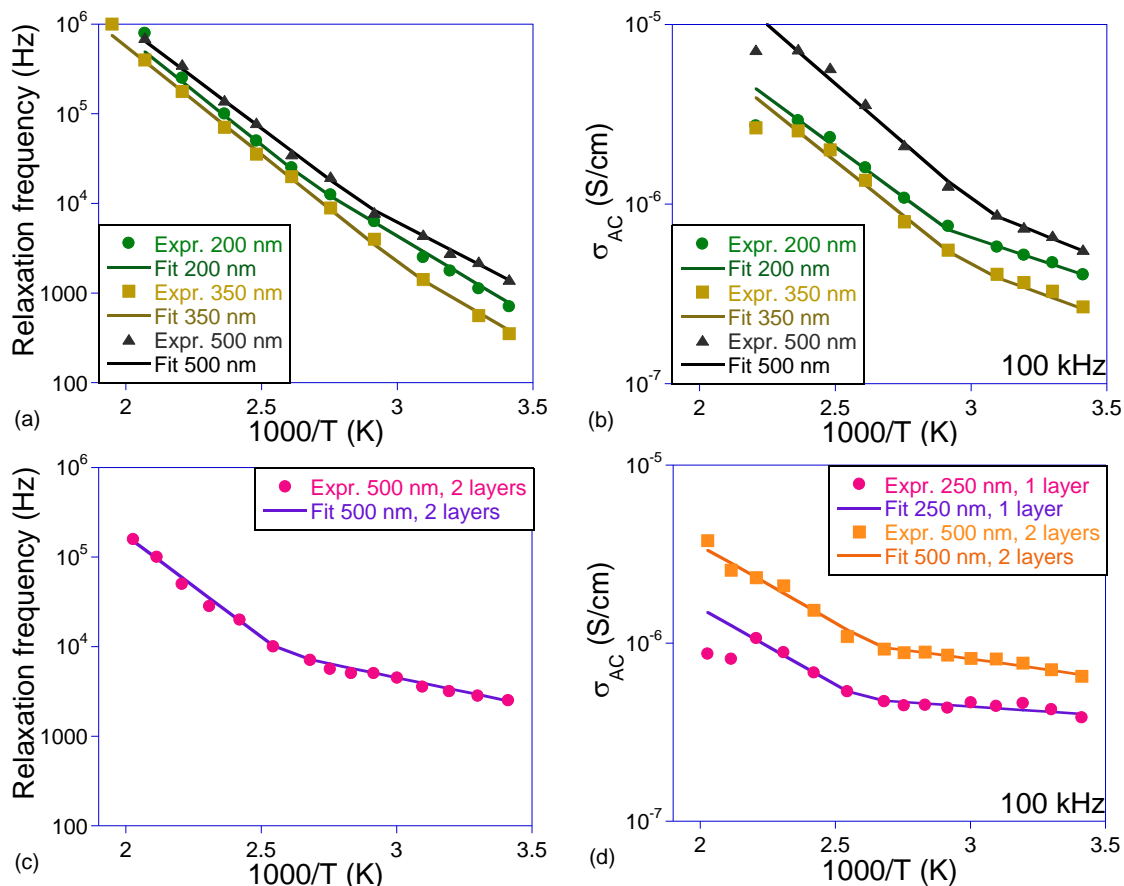 Relaxation frequency (Hz)
10^6
10^5
10^4
1000
100
Expr. 200 nm
Fit 200 nm
Expr. 350 nm
Fit 350 nm
Expr. 500 nm
Fit 500 nm
2 2.5 3 3.5
(a)
1000/T (K)
σ_AC (S/cm)
10^-5
10^-6
10^-7
Expr. 200 nm
Fit 200 nm
Expr. 350 nm
Fit 350 nm
Expr. 500 nm
Fit 500 nm
100 kHz
2 2.5 3 3.5
(b)
1000/T (K)
Relaxation frequency (Hz)
10^6
10^5
10^4
1000
100
Expr. 500 nm, 2 layers
Fit 500 nm, 2 layers
2 2.5 3 3.5
(c)
1000/T (K)
σ_AC (S/cm)
10^-5
10^-6
10^-7
Expr. 250 nm, 1 layer
Fit 250 nm, 1 layer
Expr. 500 nm, 2 layers
Fit 500 nm, 2 layers
100 kHz
2 2.5 3 3.5
(d)
1000/T (K)